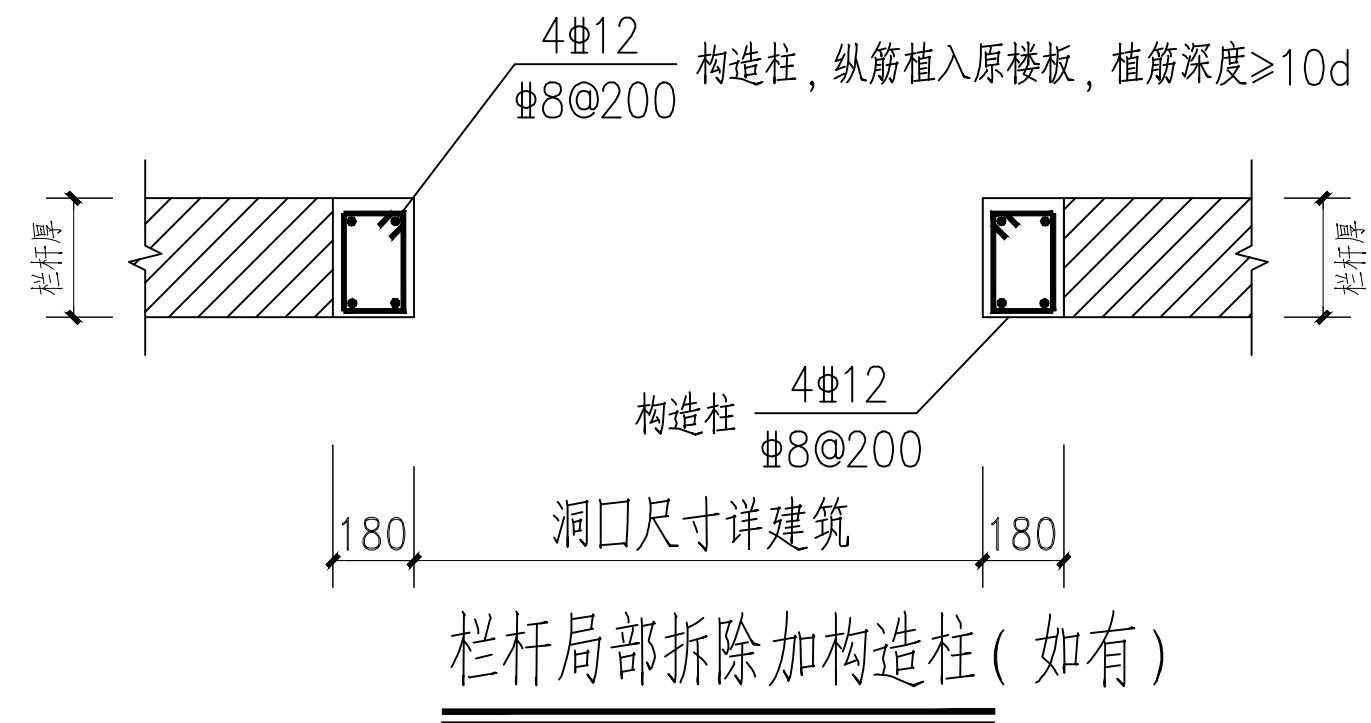 4⌀12
⌀8@200
构造柱,纵筋植入原楼板,植筋深度≥10d
栏杆厚
栏杆厚
构造柱
4⌀12
⌀8@200
180
洞口尺寸详建筑
180
栏杆局部拆除加构造柱(如有)